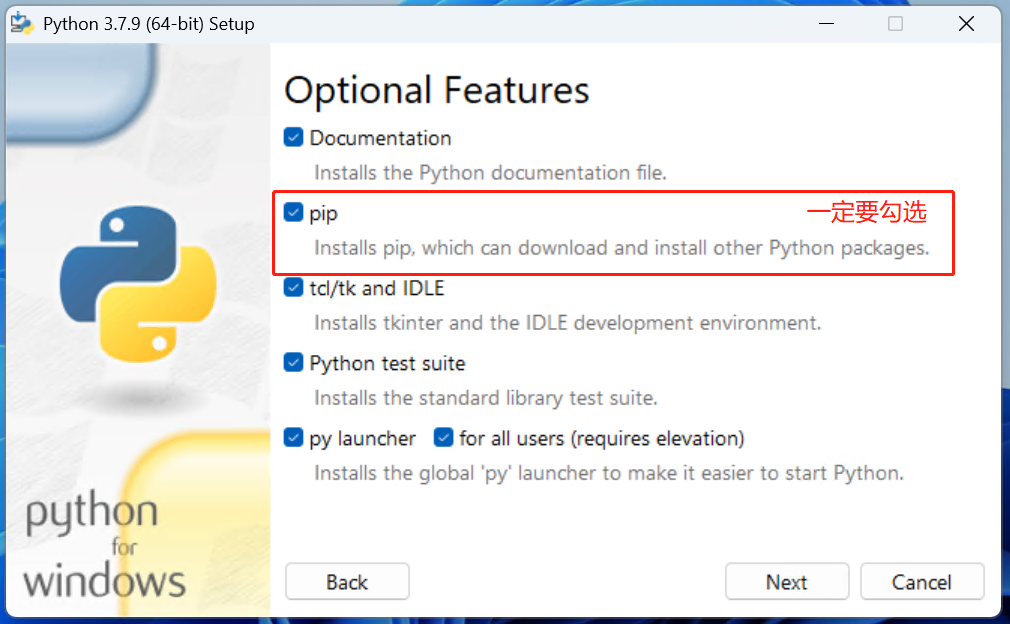 Python 3.7.9 (64-bit) Setup
Optional Features
Documentation
Installs the Python documentation file.
pip 一定要勾选
Installs pip, which can download and install other Python packages.
tcl/tk and IDLE
Installs tkinter and the IDLE development environment.
Python test suite
Installs the standard library test suite.
py launcher for all users (requires elevation)
Installs the global 'py' launcher to make it easier to start Python.
python
for
windows
Back Next Cancel